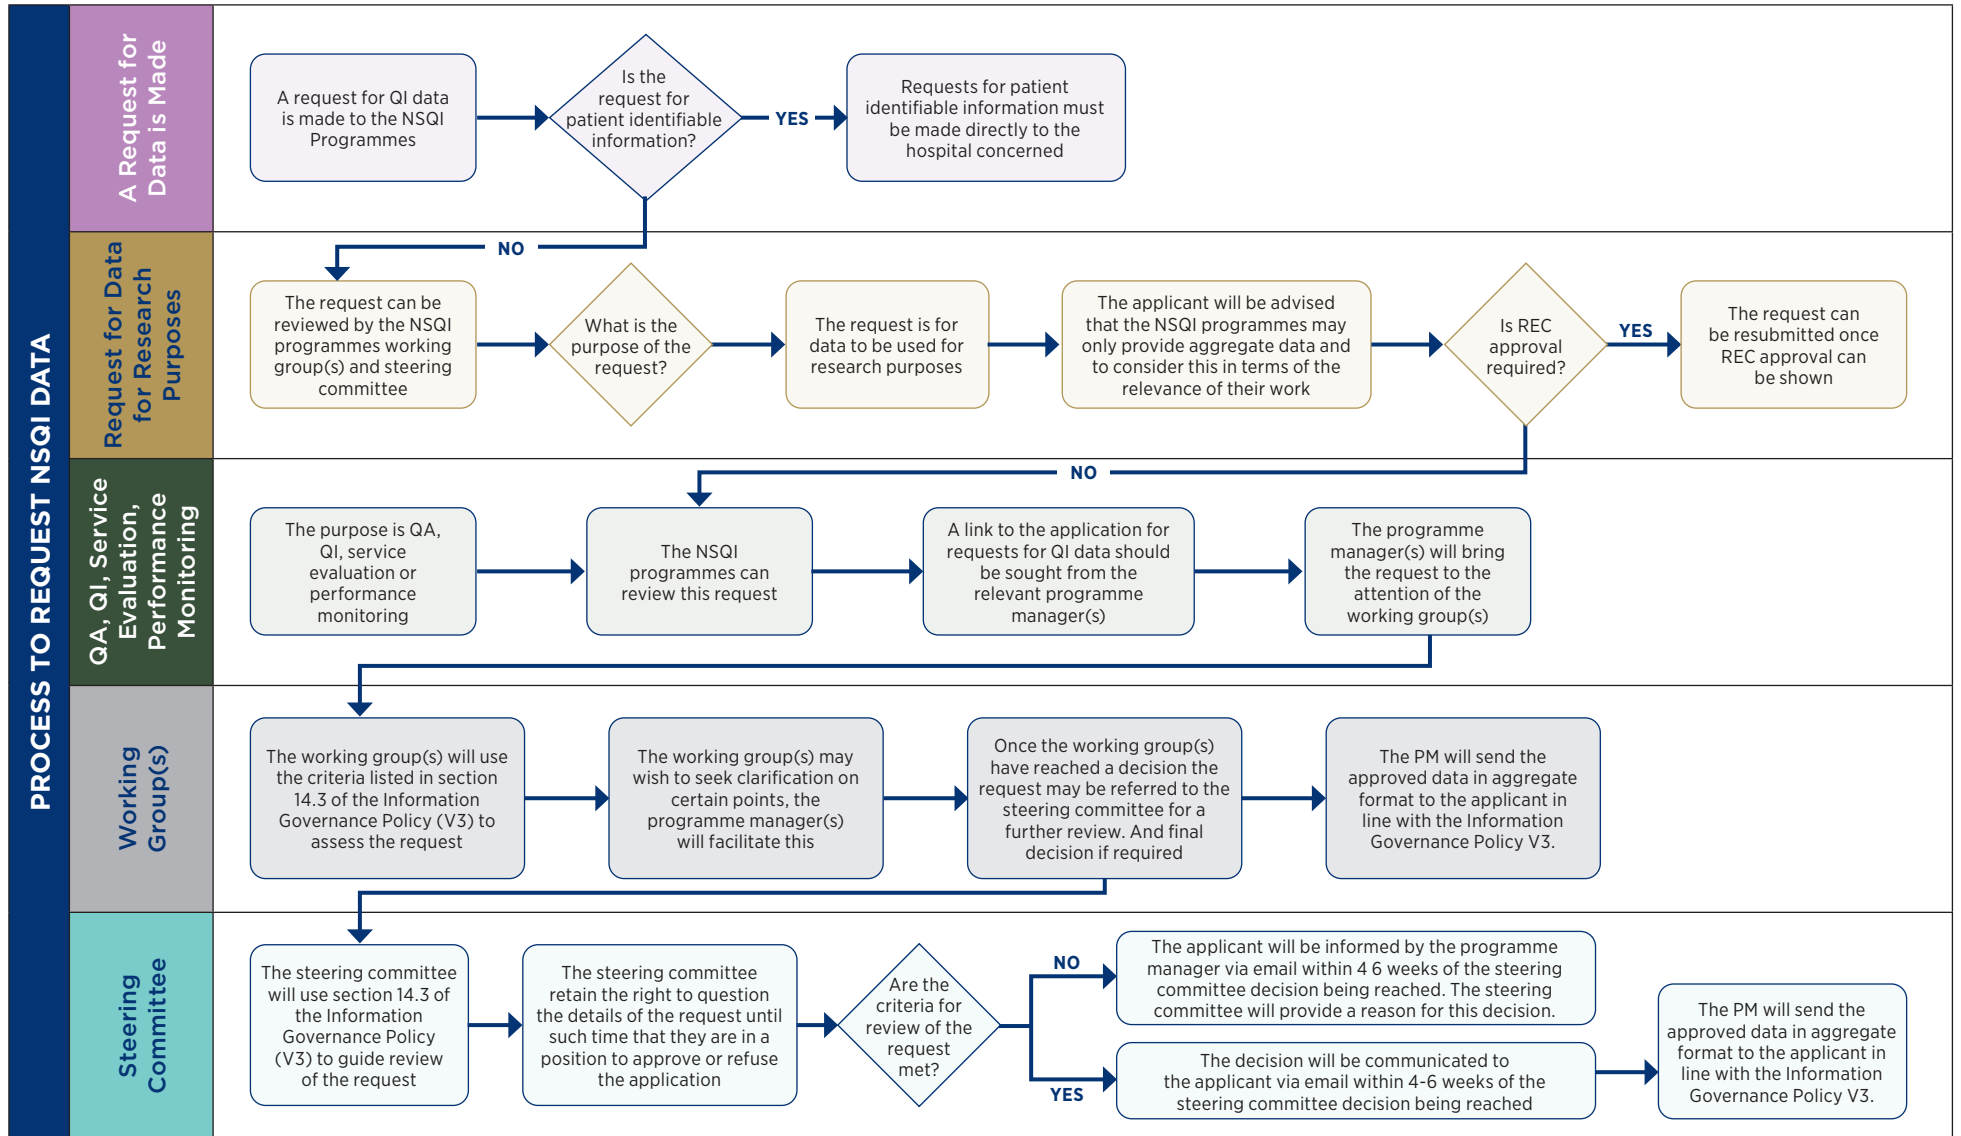 PROCESS TO REQUEST NSQI DATA
A Request for
Data is Made
A request for QI data
is made to the NSQI
Programmes
Is the
request for
patient identifiable
information?
YES
Requests for patient
identifiable information must
be made directly to the
hospital concerned
NO
Request for Data
for Research
Purposes
The request can be
reviewed by the NSQI
programmes working
group(s) and steering
committee
What is the
purpose of the
request?
The request is for
data to be used for
research purposes
The applicant will be advised
that the NSQI programmes may
only provide aggregate data and
to consider this in terms of the
relevance of their work
Is REC
approval
required?
YES
The request can
be resubmitted once
REC approval can
be shown
NO
QA, QI, Service
Evaluation,
Performance
Monitoring
The purpose is QA,
QI, service
evaluation or
performance
monitoring
The NSQI
programmes can
review this request
A link to the application for
requests for QI data should
be sought from the
relevant programme
manager(s)
The programme
manager(s) will bring
the request to the
attention of the
working group(s)
Working
Group(s)
The working group(s) will use
the criteria listed in section
14.3 of the Information
Governance Policy (V3) to
assess the request
The working group(s) may
wish to seek clarification on
certain points, the
programme manager(s)
will facilitate this
Once the working group(s)
have reached a decision the
request may be referred to the
steering committee for a
further review. And final
decision if required
The PM will send the
approved data in aggregate
format to the applicant in
line with the Information
Governance Policy V3.
Steering
Committee
The steering committee
will use section 14.3 of
the Information
Governance Policy
(V3) to guide review
of the request
The steering committee
retain the right to question
the details of the request until
such time that they are in a
position to approve or refuse
the application
Are the
criteria for
review of the
request
met?
NO
The applicant will be informed by the programme
manager via email within 4 6 weeks of the steering
committee decision being reached. The steering
committee will provide a reason for this decision.
YES
The decision will be communicated to
the applicant via email within 4-6 weeks of the
steering committee decision being reached
The PM will send the
approved data in aggregate
format to the applicant in
line with the Information
Governance Policy V3.